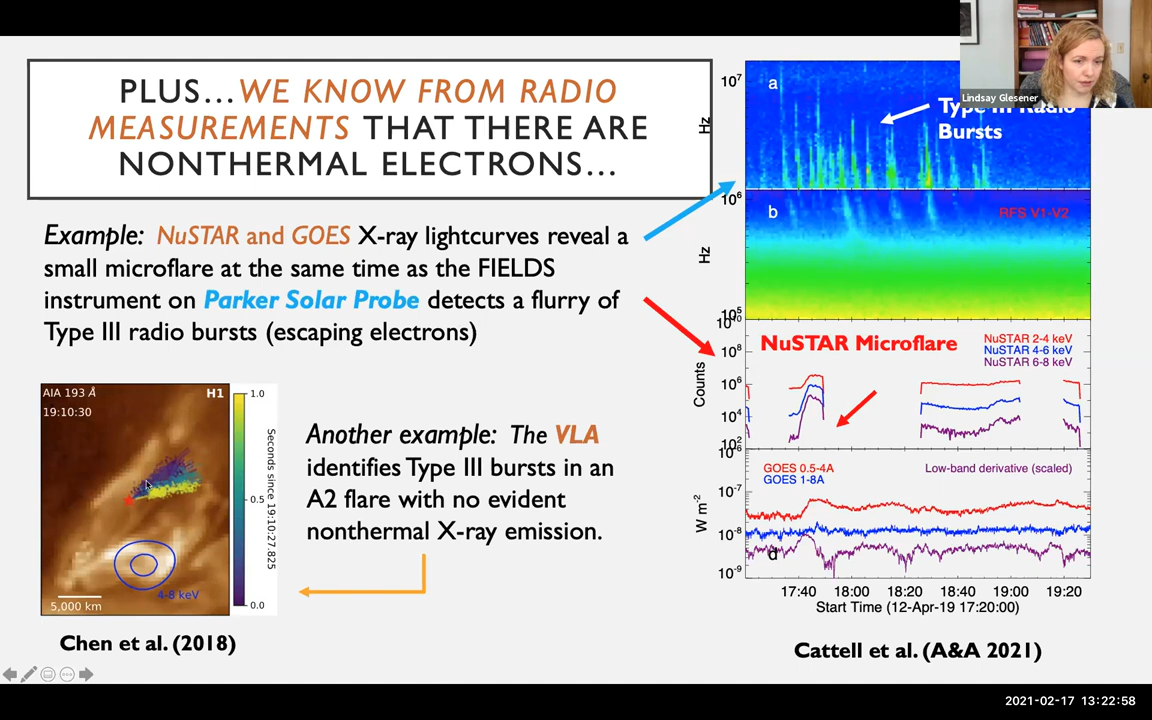 Lindsay Glesener
PLUS...WE KNOW FROM RADIO
MEASUREMENTS THAT THERE ARE
NONTHERMAL ELECTRONS...
Example: NuSTAR and GOES X-ray lightcurves reveal a
small microflare at the same time as the FIELDS
instrument on Parker Solar Probe detects a flurry of
Type III radio bursts (escaping electrons)
AIA 193 Å
H1
19:10:30
1.0
0.5
0.0
Seconds since 19:10:27.825
4-8 keV
5,000 km
Chen et al. (2018)
Another example: The VLA
identifies Type III bursts in an
A2 flare with no evident
nonthermal X-ray emission.
10⁷
Hz
a
Type III Radio
Bursts
10⁶
b
RFS V1-V2
Hz
10⁵
NuSTAR Microflare
NuSTAR 2-4 keV
NuSTAR 4-6 keV
NuSTAR 6-8 keV
10⁸
10⁶
10⁴
10²
Counts
10⁻⁶
GOES 0.5-4A
Low-band derivative (scaled)
GOES 1-8A
10⁻⁷
10⁻⁸
10⁻⁹
W m⁻²
d
17:40 18:00 18:20 18:40 19:00 19:20
Start Time (12-Apr-19 17:20:00)
Cattell et al. (A&A 2021)
2021-02-17 13:22:58